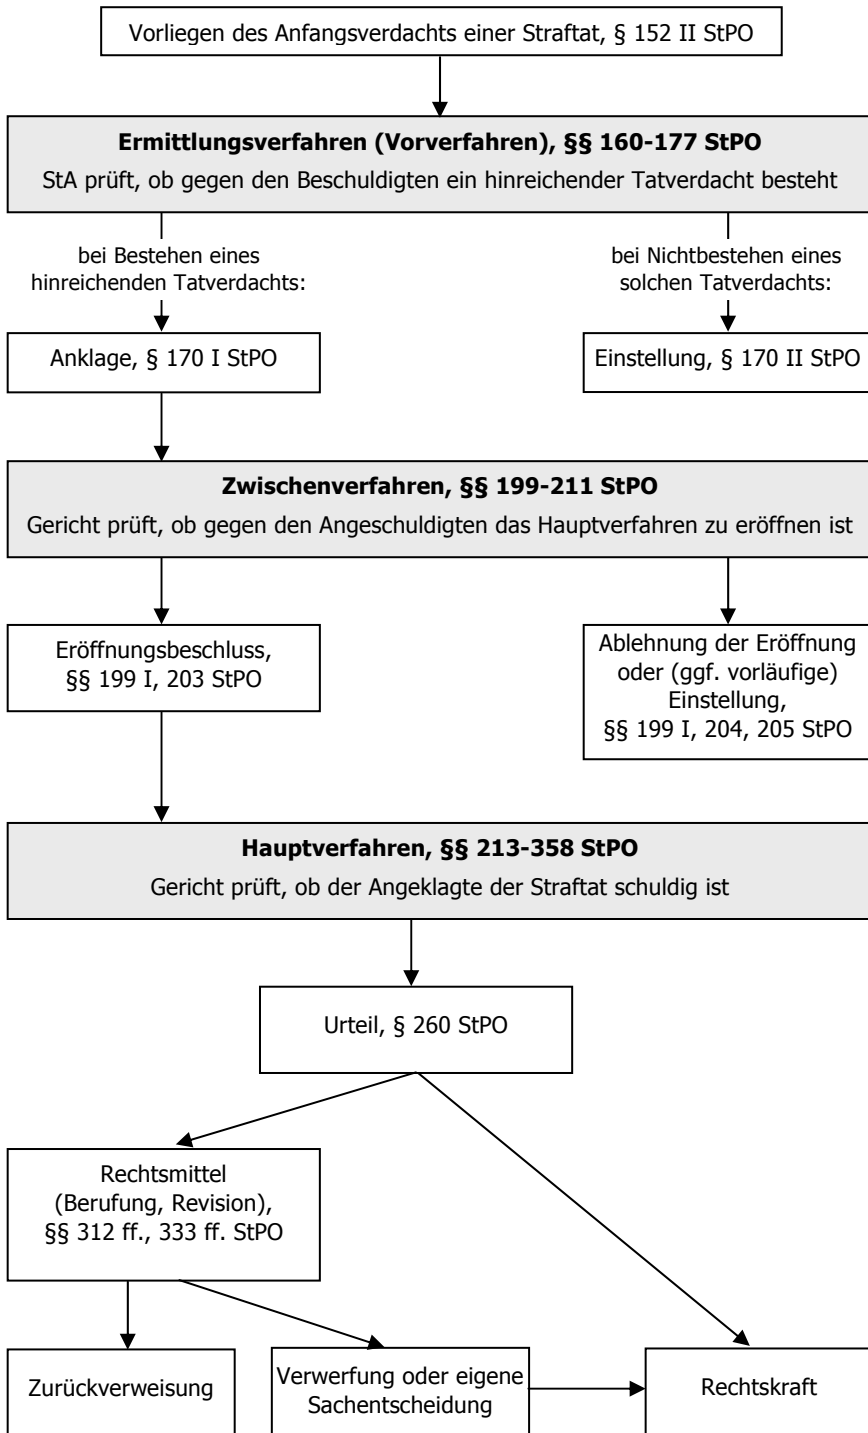 Vorliegen des Anfangsverdachts einer Straftat, § 152 II StPO
Ermittlungsverfahren (Vorverfahren), §§ 160-177 StPO
StA prüft, ob gegen den Beschuldigten ein hinreichender Tatverdacht besteht
bei Bestehen eines
hinreichenden Tatverdachts:
bei Nichtbestehen eines
solchen Tatverdachts:
Anklage, § 170 I StPO
Einstellung, § 170 II StPO
Zwischenverfahren, §§ 199-211 StPO
Gericht prüft, ob gegen den Angeschuldigten das Hauptverfahren zu eröffnen ist
Eröffnungsbeschluss,
§§ 199 I, 203 StPO
Ablehnung der Eröffnung
oder (ggf. vorläufige)
Einstellung,
§§ 199 I, 204, 205 StPO
Hauptverfahren, §§ 213-358 StPO
Gericht prüft, ob der Angeklagte der Straftat schuldig ist
Urteil, § 260 StPO
Rechtsmittel
(Berufung, Revision),
§§ 312 ff., 333 ff. StPO
Zurückverweisung
Verwerfung oder eigene
Sachentscheidung
Rechtskraft